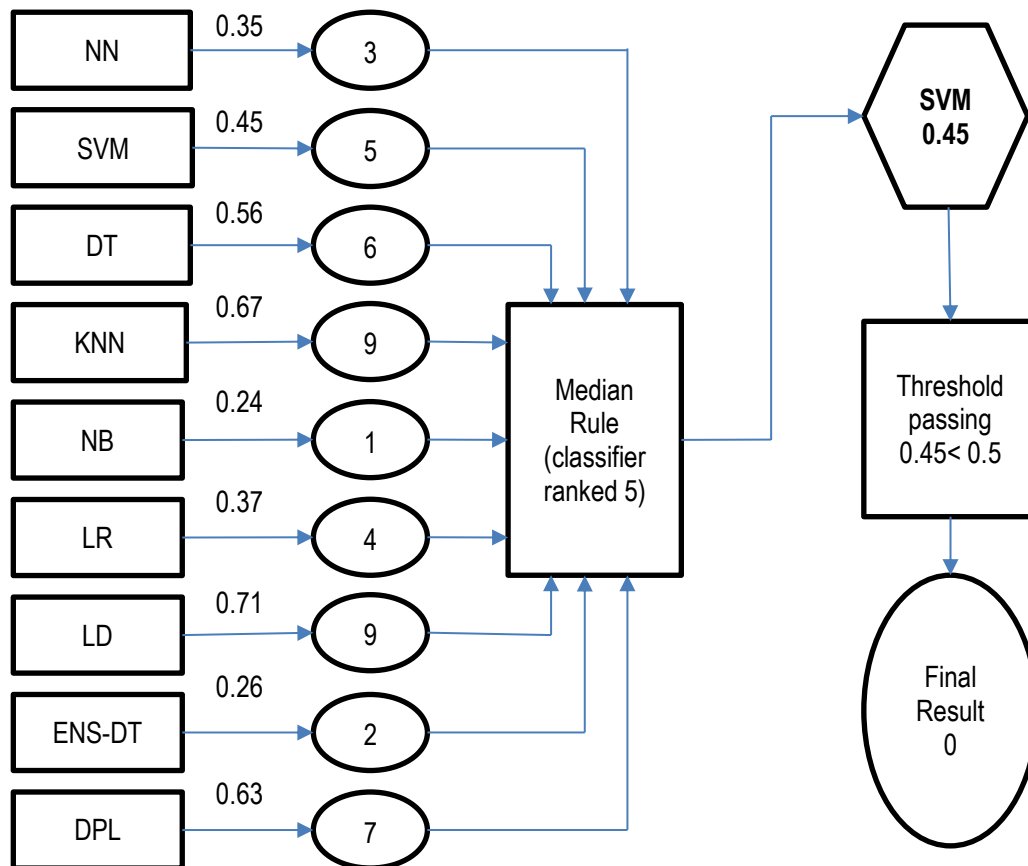 NN
0.35
3
SVM
0.45
5
DT
0.56
6
KNN
0.67
9
NB
0.24
1
LR
0.37
4
LD
0.71
9
ENS-DT
0.26
2
DPL
0.63
7
Median
Rule
(classifier
ranked 5)
SVM
0.45
Threshold
passing
0.45< 0.5
Final
Result
0